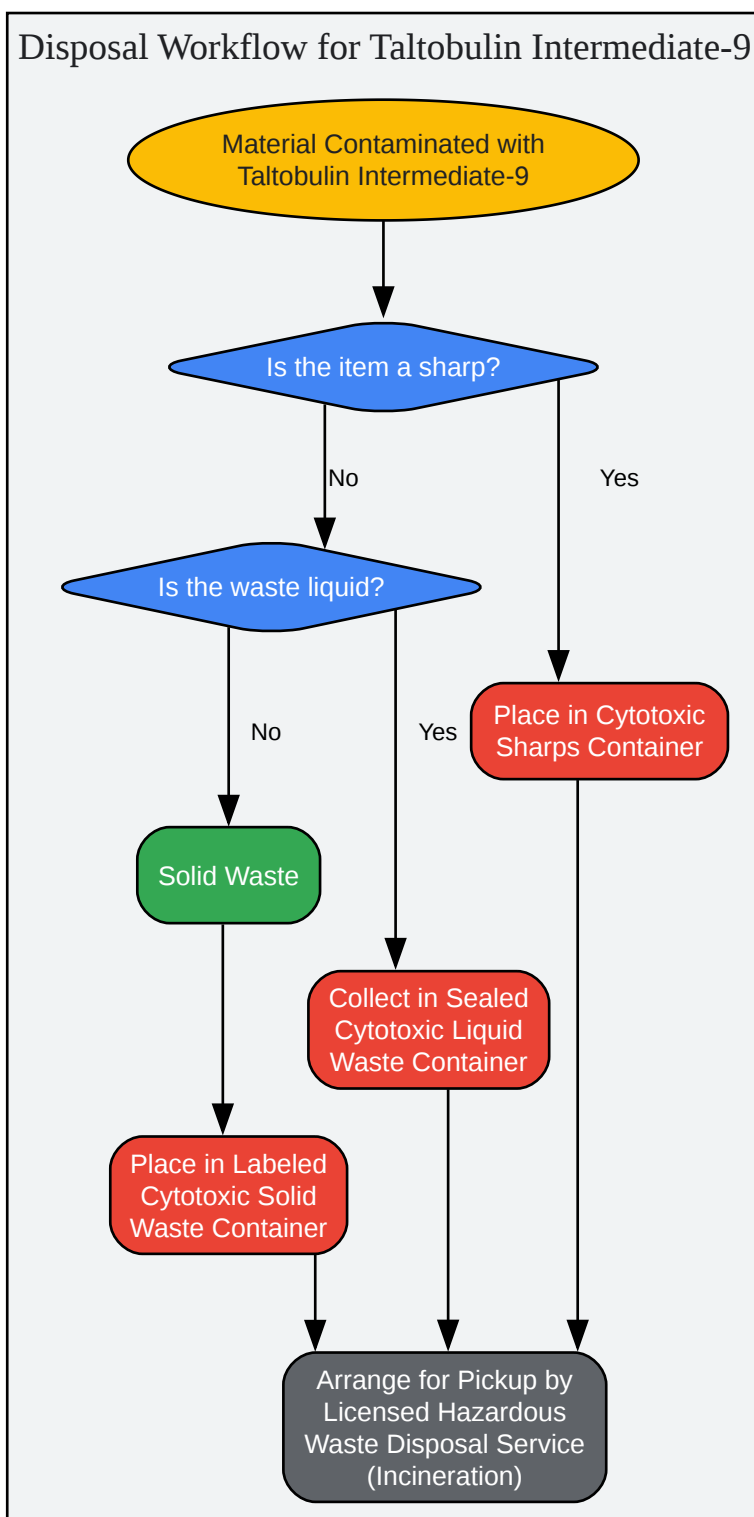 Disposal Workflow for Taltobulin Intermediate-9
Material Contaminated with
Taltobulin Intermediate-9
Is the item a sharp?
No
Yes
Is the waste liquid?
No
Yes
Place in Cytotoxic
Sharps Container
Solid Waste
Collect in Sealed
Cytotoxic Liquid
Waste Container
Place in Labeled
Cytotoxic Solid
Waste Container
Arrange for Pickup by
Licensed Hazardous
Waste Disposal Service
(Incineration)